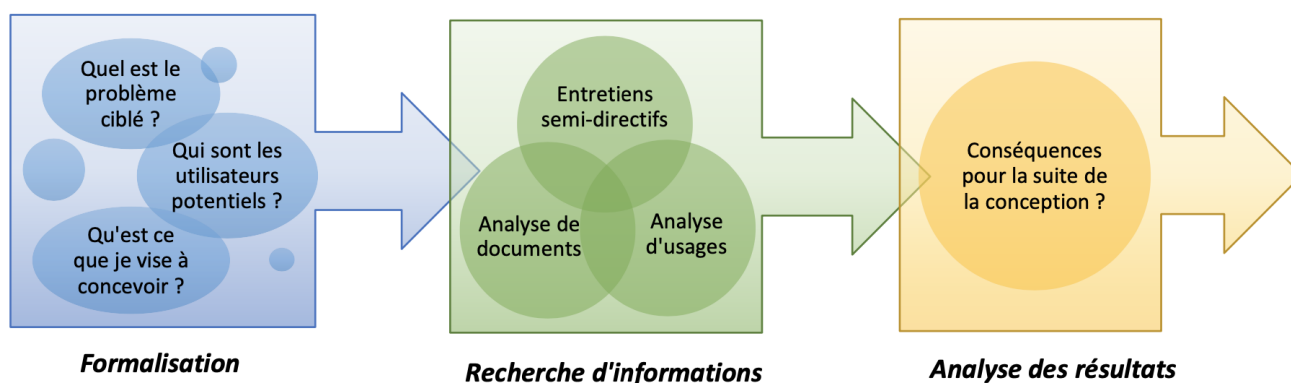 Quel est le
problème
ciblé ?
Qui sont les
utilisateurs
potentiels ?
Qu'est ce
que je vise à
concevoir ?
Formalisation
Entretiens
semi-directifs
Analyse de
documents
Analyse
d'usages
Recherche d'informations
Conséquences
pour la suite de
la conception ?
Analyse des résultats